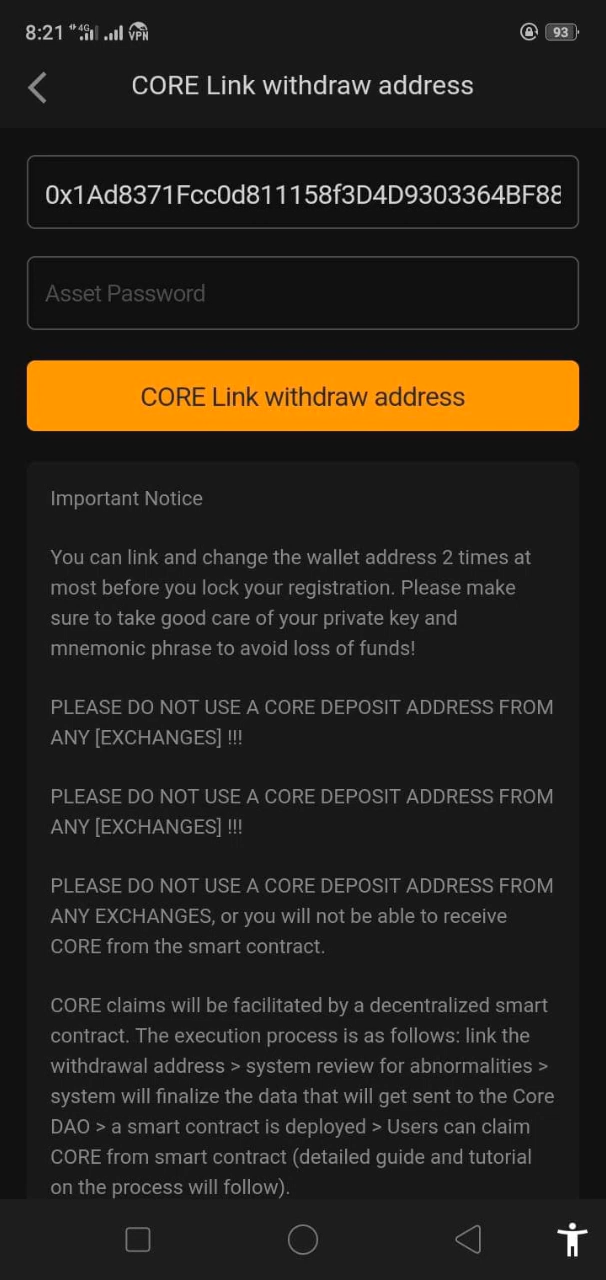 8:21 4G VPN 93
CORE Link withdraw address
0x1Ad8371Fcc0d811158f3D4D9303364BF88
Asset Password
CORE Link withdraw address
Important Notice
You can link and change the wallet address 2 times at
most before you lock your registration. Please make
sure to take good care of your private key and
mnemonic phrase to avoid loss of funds!
PLEASE DO NOT USE A CORE DEPOSIT ADDRESS FROM
ANY [EXCHANGES] !!!
PLEASE DO NOT USE A CORE DEPOSIT ADDRESS FROM
ANY [EXCHANGES] !!!
PLEASE DO NOT USE A CORE DEPOSIT ADDRESS FROM
ANY EXCHANGES, or you will not be able to receive
CORE from the smart contract.
CORE claims will be facilitated by a decentralized smart
contract. The execution process is as follows: link the
withdrawal address > system review for abnormalities >
system will finalize the data that will get sent to the Core
DAO > a smart contract is deployed > Users can claim
CORE from smart contract (detailed guide and tutorial
on the process will follow).